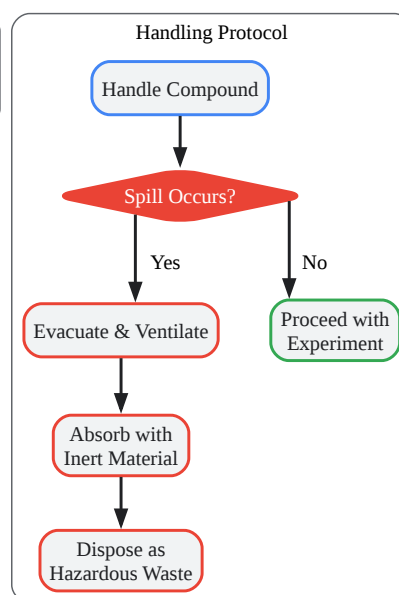 Handling Protocol
Handle Compound
Spill Occurs?
Yes
No
Evacuate & Ventilate
Proceed with
Experiment
Absorb with
Inert Material
Dispose as
Hazardous Waste